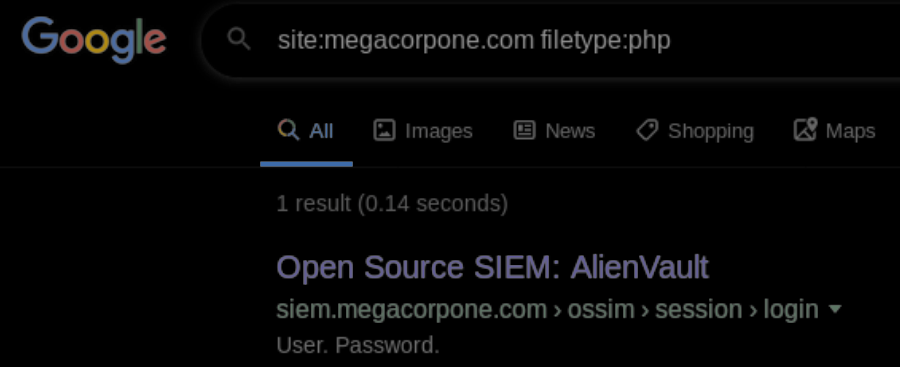 Google
site:megacorpone.com filetype:php
All Images News Shopping Maps
1 result (0.14 seconds)
Open Source SIEM: AlienVault
siem.megacorpone.com › ossim › session › login
User. Password.